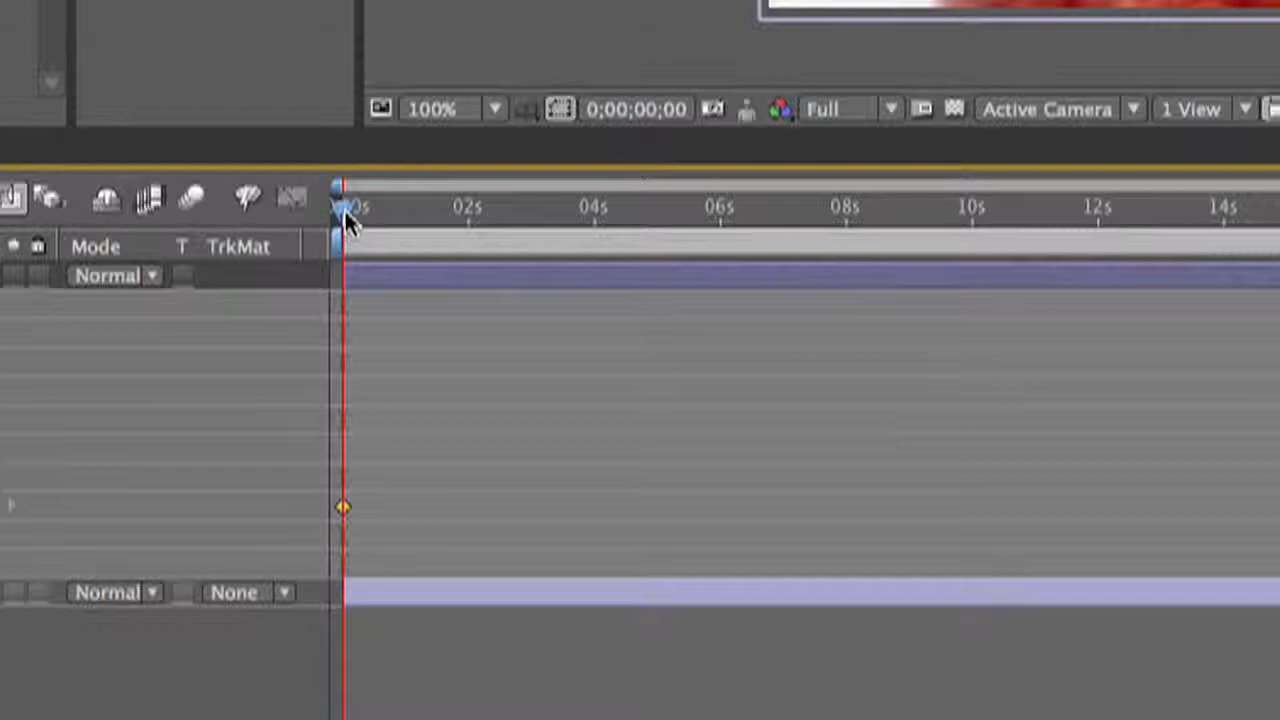 100% 0;00;00;00 Full Active Camera 1 View
0s 02s 04s 06s 08s 10s 12s 14s
Mode T TrkMat
Normal
Normal None